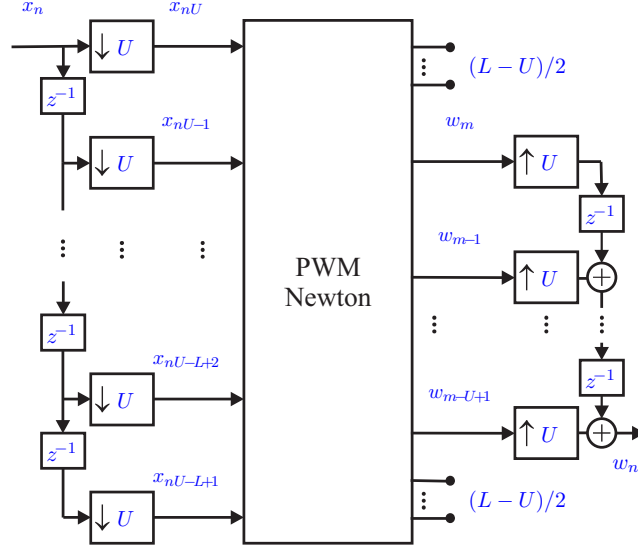 x_n
↓ U
x_{nU}
(L − U)/2
z^{-1}
↓ U
x_{nU-1}
w_m
↑ U
z^{-1}
PWM
Newton
w_{m-1}
↑ U
+
z^{-1}
↓ U
x_{nU-L+2}
w_{m-U+1}
↑ U
z^{-1}
+
w_n
z^{-1}
↓ U
x_{nU-L+1}
(L − U)/2